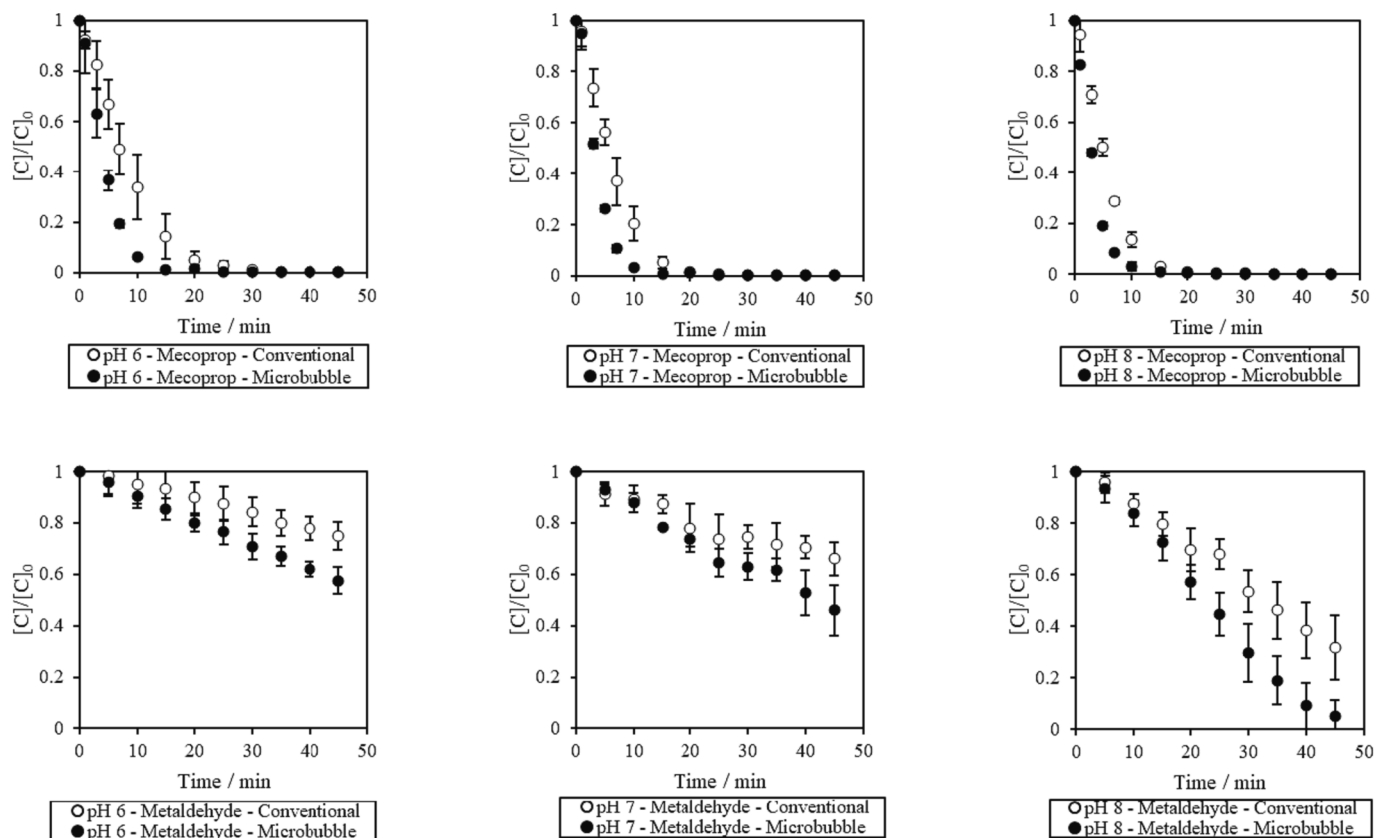 1
0.8
0.6
0.4
0.2
0
[C]/[C]0
0 10 20 30 40 50
Time / min
pH 6 - Mecoprop - Conventional
pH 6 - Mecoprop - Microbubble
1
0.8
0.6
0.4
0.2
0
[C]/[C]0
0 10 20 30 40 50
Time / min
pH 7 - Mecoprop - Conventional
pH 7 - Mecoprop - Microbubble
1
0.8
0.6
0.4
0.2
0
[C]/[C]0
0 10 20 30 40 50
Time / min
pH 8 - Mecoprop - Conventional
pH 8 - Mecoprop - Microbubble
1
0.8
0.6
0.4
0.2
0
[C]/[C]0
0 10 20 30 40 50
Time / min
pH 6 - Metaldehyde - Conventional
pH 6 - Metaldehyde - Microbubble
1
0.8
0.6
0.4
0.2
0
[C]/[C]0
0 10 20 30 40 50
Time / min
pH 7 - Metaldehyde - Conventional
pH 7 - Metaldehyde - Microbubble
1
0.8
0.6
0.4
0.2
0
[C]/[C]0
0 10 20 30 40 50
Time / min
pH 8 - Metaldehyde - Conventional
pH 8 - Metaldehyde - Microbubble